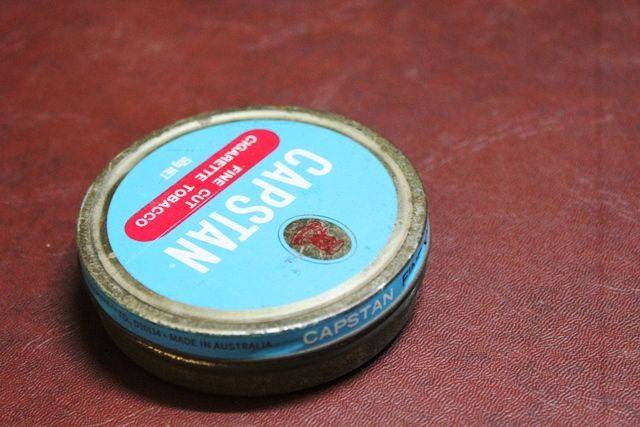 CAPSTAN
FINE CUT
CIGARETTE TOBACCO
50g NET
MADE IN AUSTRALIA
CAPSTAN